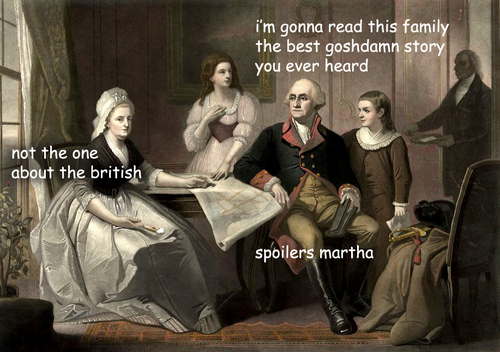 i'm gonna read this family
the best goshdamn story
you ever heard
not the one
about the british
spoilers martha